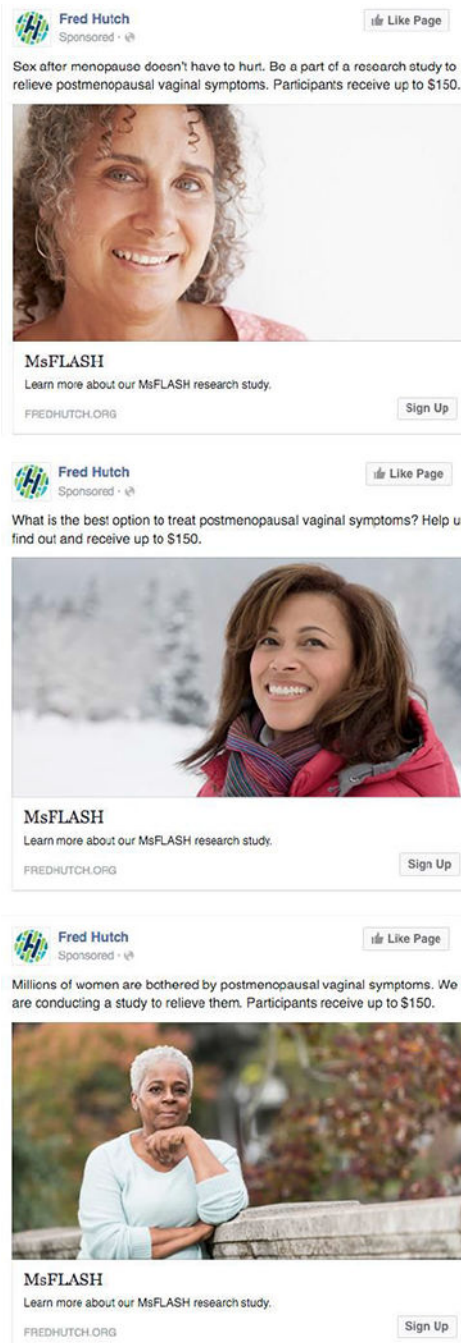 Fred Hutch
Like Page
Sponsored ·
Sex after menopause doesn't have to hurt. Be a part of a research study to
relieve postmenopausal vaginal symptoms. Participants receive up to $150.
MsFLASH
Learn more about our MsFLASH research study.
FREDHUTCH.ORG
Sign Up
Fred Hutch
Like Page
Sponsored ·
What is the best option to treat postmenopausal vaginal symptoms? Help u
find out and receive up to $150.
MsFLASH
Learn more about our MsFLASH research study.
FREDHUTCH.ORG
Sign Up
Fred Hutch
Like Page
Sponsored ·
Millions of women are bothered by postmenopausal vaginal symptoms. We
are conducting a study to relieve them. Participants receive up to $150.
MsFLASH
Learn more about our MsFLASH research study.
FREDHUTCH.ORG
Sign Up